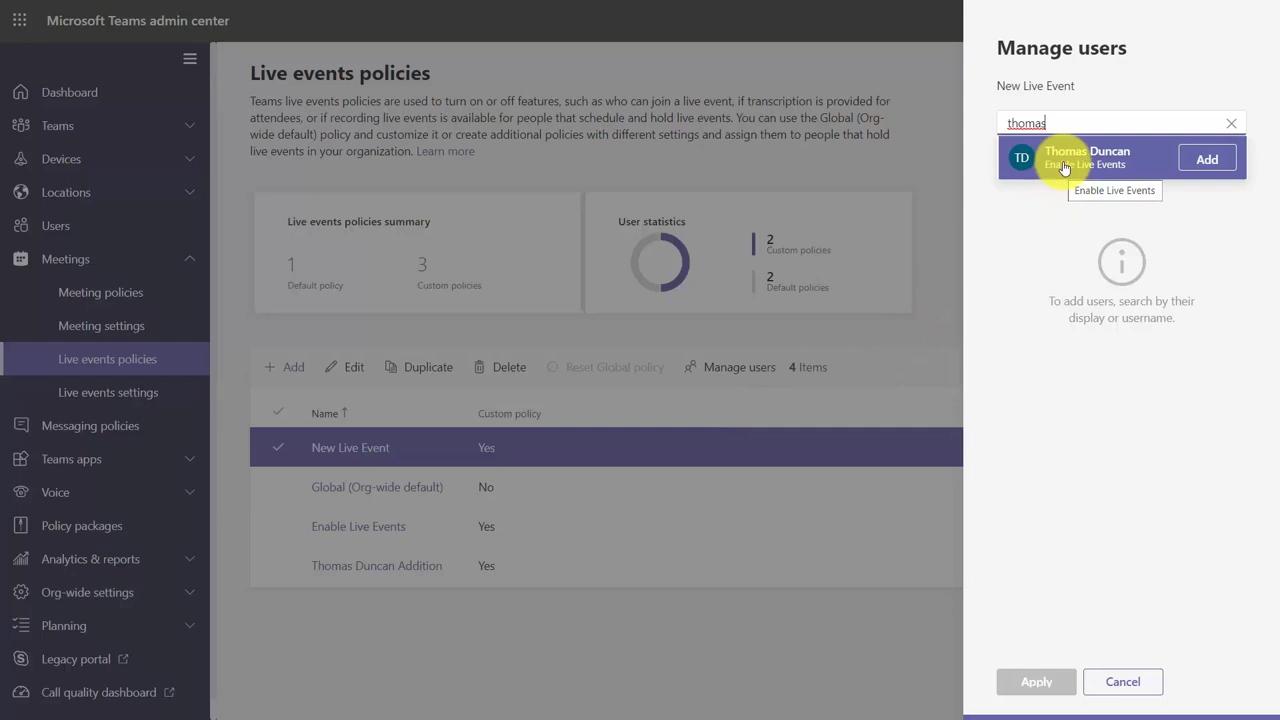 Microsoft Teams admin center
Dashboard
Teams
Devices
Locations
Users
Meetings
Meeting policies
Meeting settings
Live events policies
Live events settings
Messaging policies
Teams apps
Voice
Policy packages
Analytics & reports
Org-wide settings
Planning
Legacy portal
Call quality dashboard
Live events policies
Teams live events policies are used to turn on or off features, such as who can join a live event, if transcription is provided for
attendees, or if recording live events is available for people that schedule and hold live events. You can use the Global (Org-
wide default) policy and customize it or create additional policies with different settings and assign them to people that hold
live events in your organization. Learn more
Live events policies summary
1
Default policy
3
Custom policies
User statistics
2
Custom policies
2
Default policies
Add Edit Duplicate Delete Reset Global policy Manage users 4 Items
Name Custom policy
New Live Event Yes
Global (Org-wide default) No
Enable Live Events Yes
Thomas Duncan Addition Yes
Manage users
New Live Event
thomas
TD
Thomas Duncan
Enable Live Events
Add
Enable Live Events
To add users, search by their
display or username.
Apply Cancel